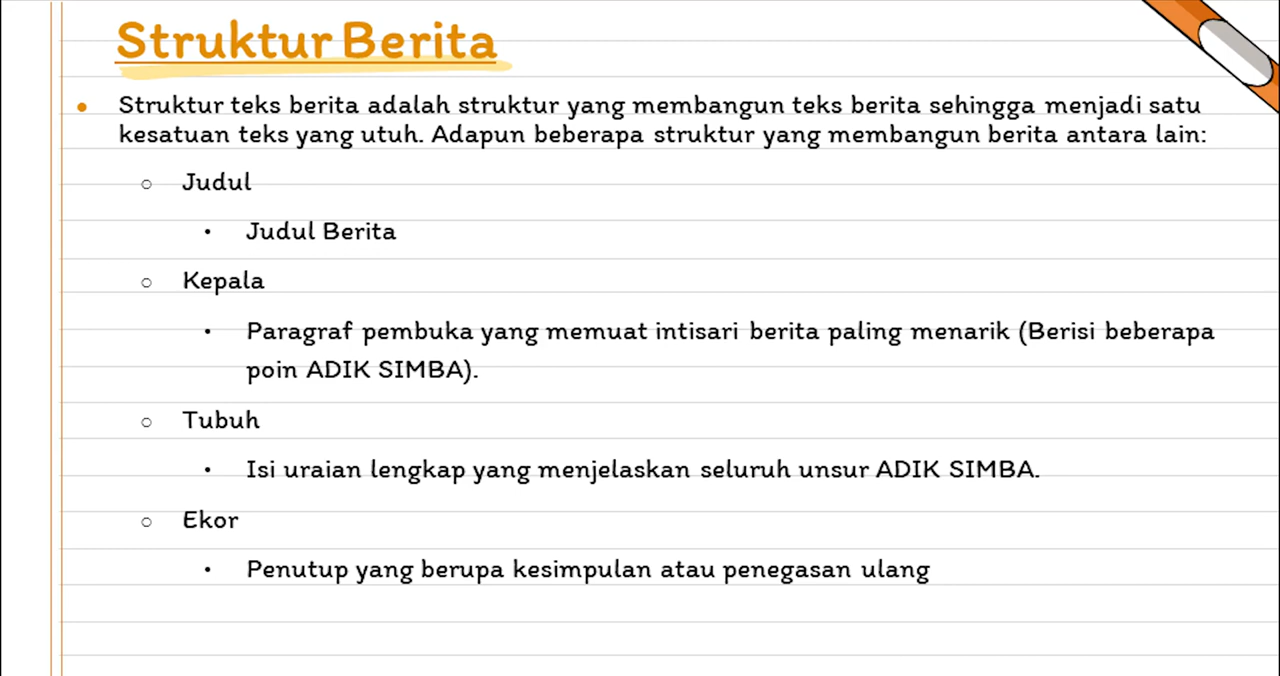 Struktur Berita
• Struktur teks berita adalah struktur yang membangun teks berita sehingga menjadi satu
kesatuan teks yang utuh. Adapun beberapa struktur yang membangun berita antara lain:
○ Judul
• Judul Berita
○ Kepala
• Paragraf pembuka yang memuat intisari berita paling menarik (Berisi beberapa
poin ADIK SIMBA).
○ Tubuh
• Isi uraian lengkap yang menjelaskan seluruh unsur ADIK SIMBA.
○ Ekor
• Penutup yang berupa kesimpulan atau penegasan ulang